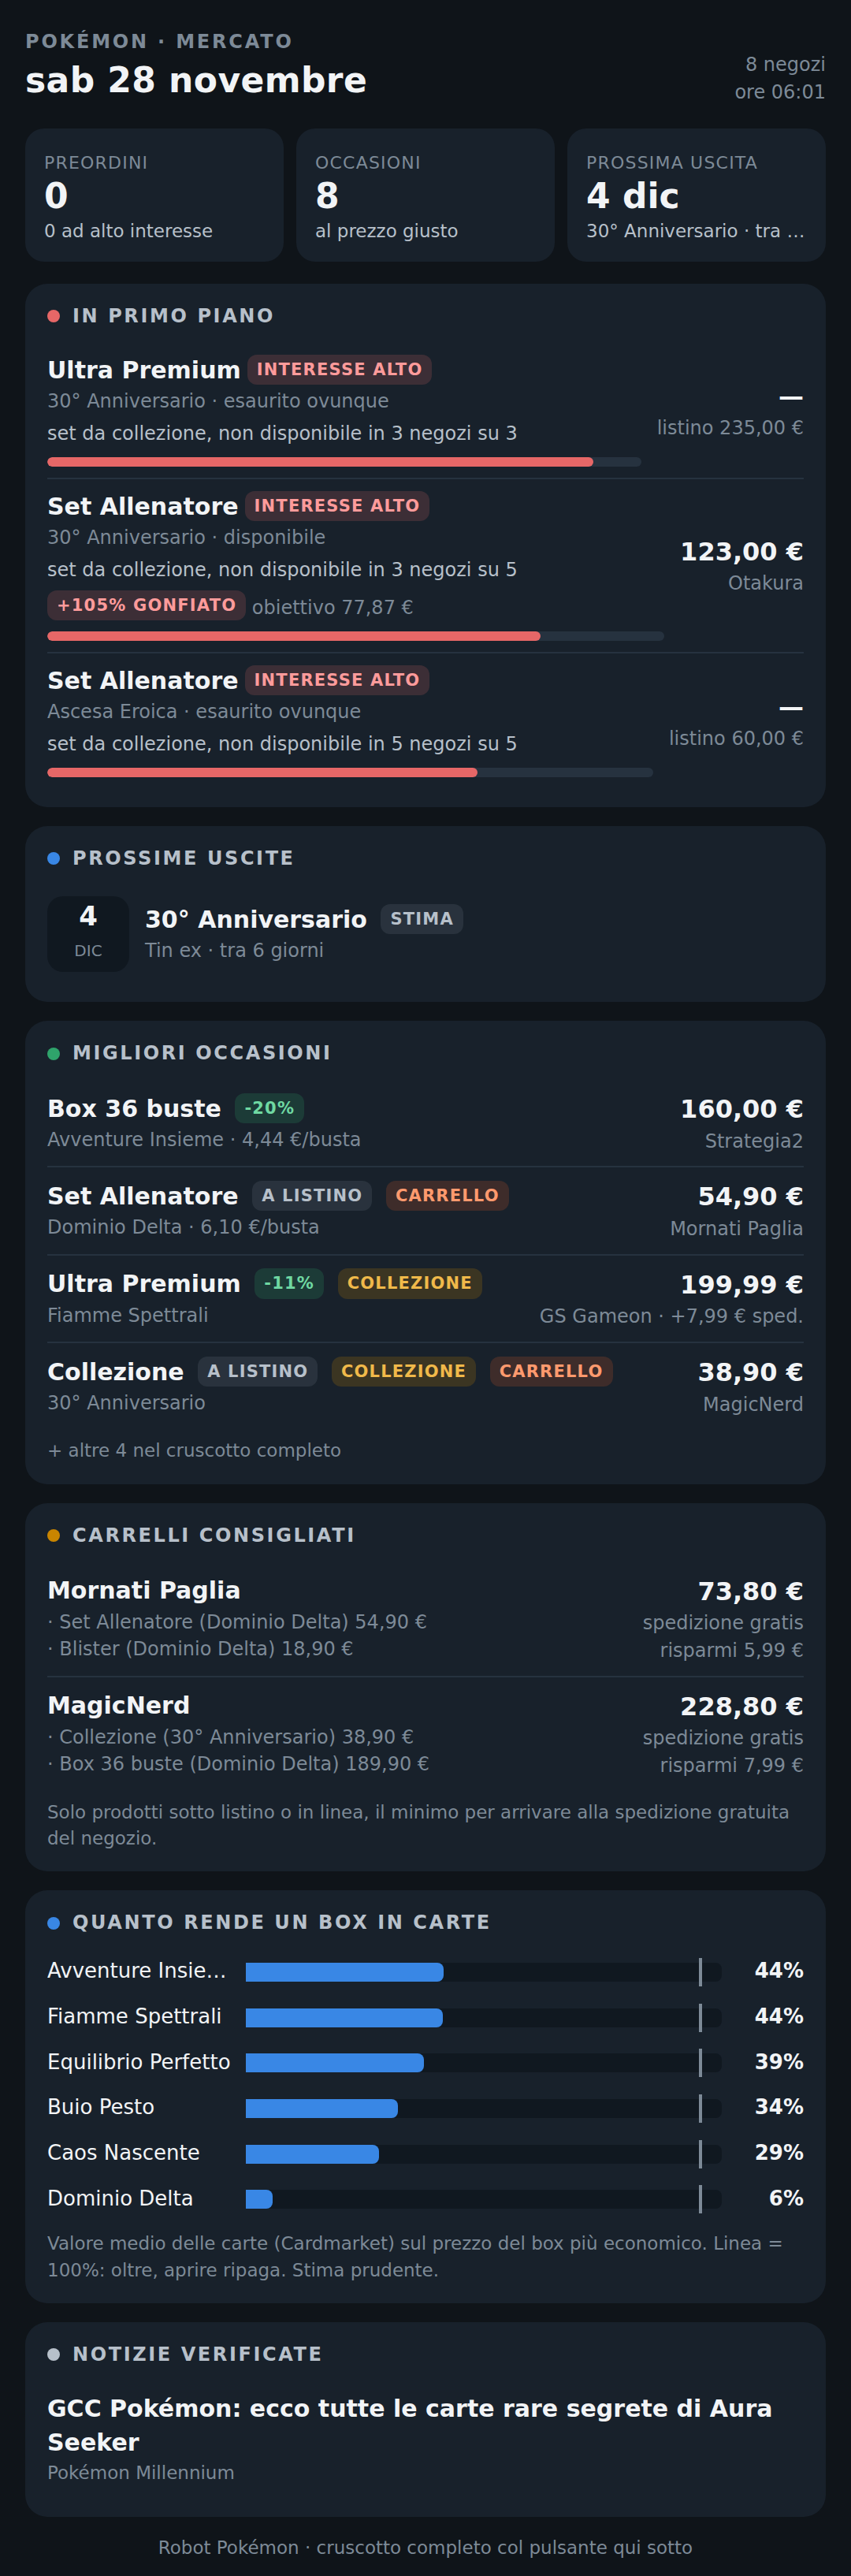 POKÉMON · MERCATO
sab 28 novembre
8 negozi
ore 06:01
PREORDINI
0
0 ad alto interesse
OCCASIONI
8
al prezzo giusto
PROSSIMA USCITA
4 dic
30° Anniversario · tra …
IN PRIMO PIANO
Ultra Premium INTERESSE ALTO
30° Anniversario · esaurito ovunque
set da collezione, non disponibile in 3 negozi su 3
—
listino 235,00 €
Set Allenatore INTERESSE ALTO
30° Anniversario · disponibile
set da collezione, non disponibile in 3 negozi su 5
+105% GONFIATO obiettivo 77,87 €
123,00 €
Otakura
Set Allenatore INTERESSE ALTO
Ascesa Eroica · esaurito ovunque
set da collezione, non disponibile in 5 negozi su 5
—
listino 60,00 €
PROSSIME USCITE
4
DIC
30° Anniversario STIMA
Tin ex · tra 6 giorni
MIGLIORI OCCASIONI
Box 36 buste -20%
Avventure Insieme · 4,44 €/busta
160,00 €
Strategia2
Set Allenatore A LISTINO CARRELLO
Dominio Delta · 6,10 €/busta
54,90 €
Mornati Paglia
Ultra Premium -11% COLLEZIONE
Fiamme Spettrali
199,99 €
GS Gameon · +7,99 € sped.
Collezione A LISTINO COLLEZIONE CARRELLO
30° Anniversario
38,90 €
MagicNerd
+ altre 4 nel cruscotto completo
CARRELLI CONSIGLIATI
Mornati Paglia
· Set Allenatore (Dominio Delta) 54,90 €
· Blister (Dominio Delta) 18,90 €
73,80 €
spedizione gratis
risparmi 5,99 €
MagicNerd
· Collezione (30° Anniversario) 38,90 €
· Box 36 buste (Dominio Delta) 189,90 €
228,80 €
spedizione gratis
risparmi 7,99 €
Solo prodotti sotto listino o in linea, il minimo per arrivare alla spedizione gratuita
del negozio.
QUANTO RENDE UN BOX IN CARTE
Avventure Insie… 44%
Fiamme Spettrali 44%
Equilibrio Perfetto 39%
Buio Pesto 34%
Caos Nascente 29%
Dominio Delta 6%
Valore medio delle carte (Cardmarket) sul prezzo del box più economico. Linea =
100%: oltre, aprire ripaga. Stima prudente.
NOTIZIE VERIFICATE
GCC Pokémon: ecco tutte le carte rare segrete di Aura
Seeker
Pokémon Millennium
Robot Pokémon · cruscotto completo col pulsante qui sotto